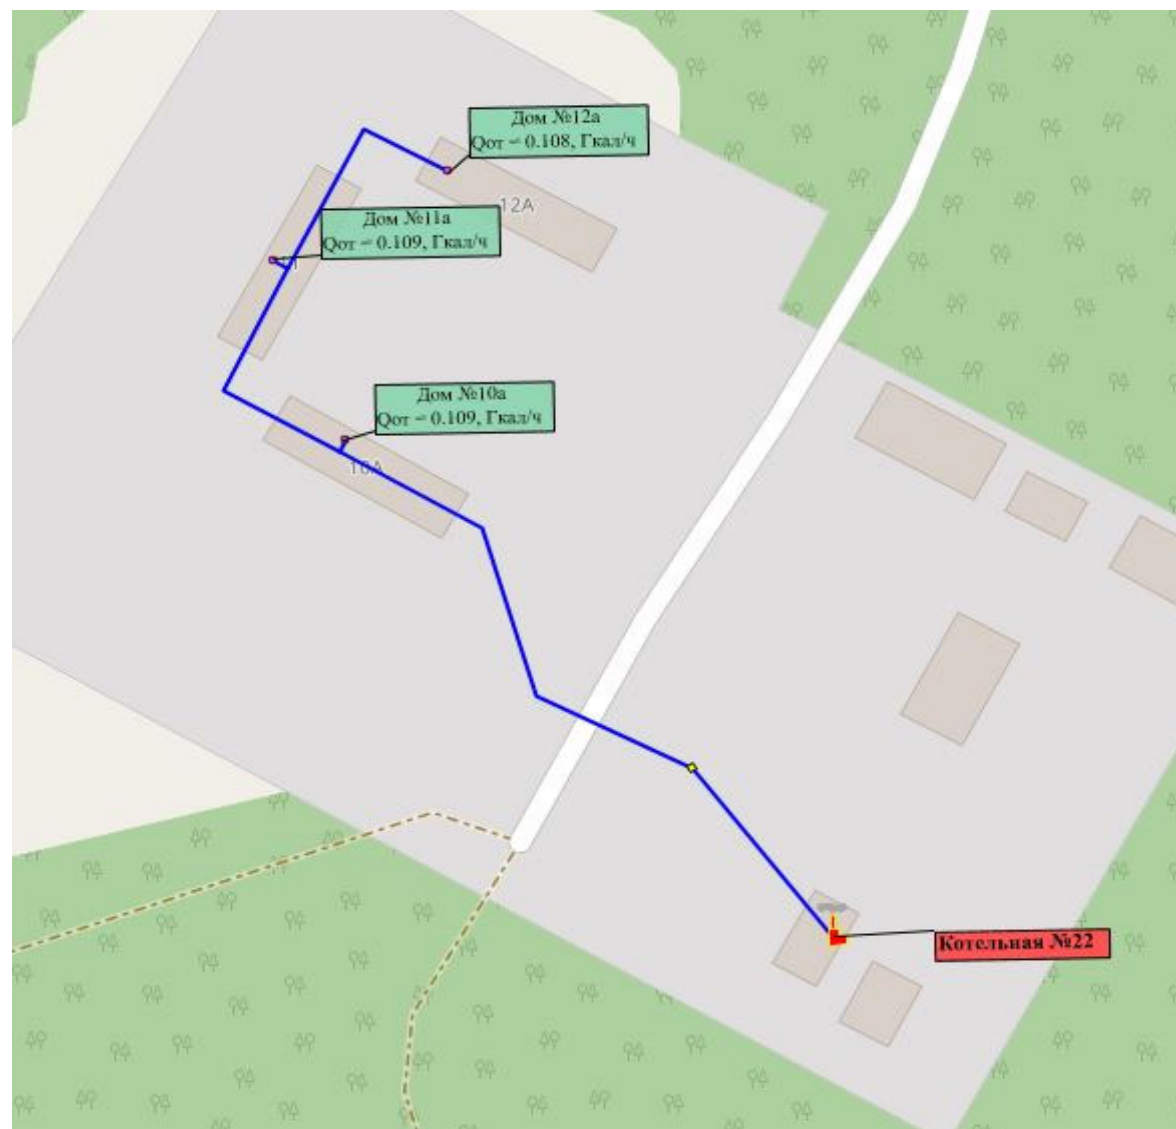 Дом №12а
Qот = 0.108, Гкал/ч
12А
Дом №11а
Qот = 0.109, Гкал/ч
Дом №10а
Qот = 0.109, Гкал/ч
10А
Котельная №22